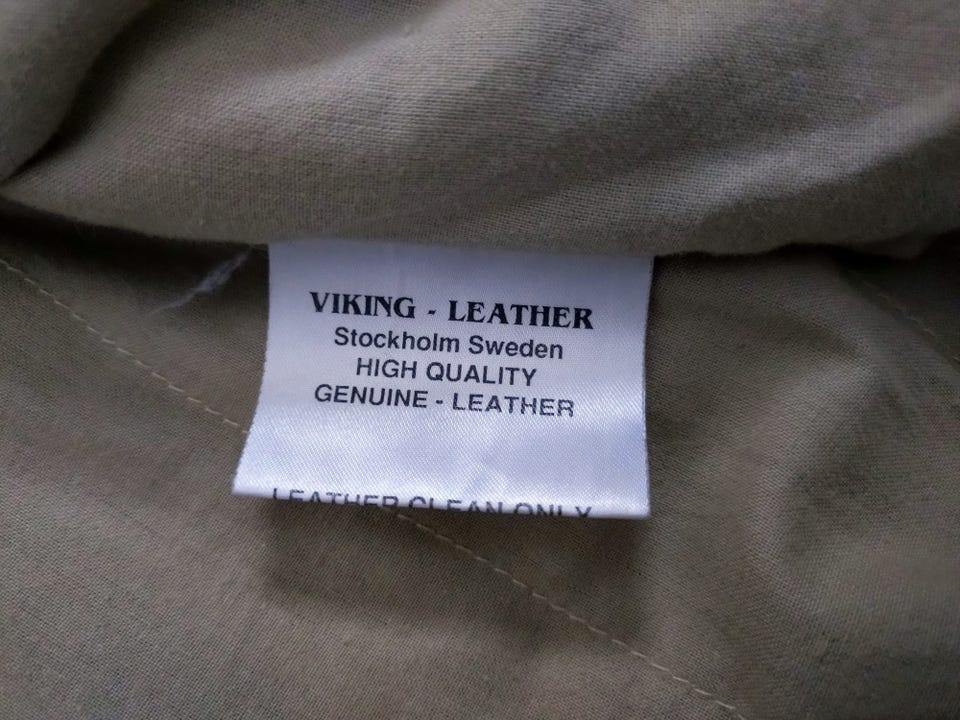 VIKING - LEATHER
Stockholm Sweden
HIGH QUALITY
GENUINE - LEATHER
LEATHER CLEAN ONLY